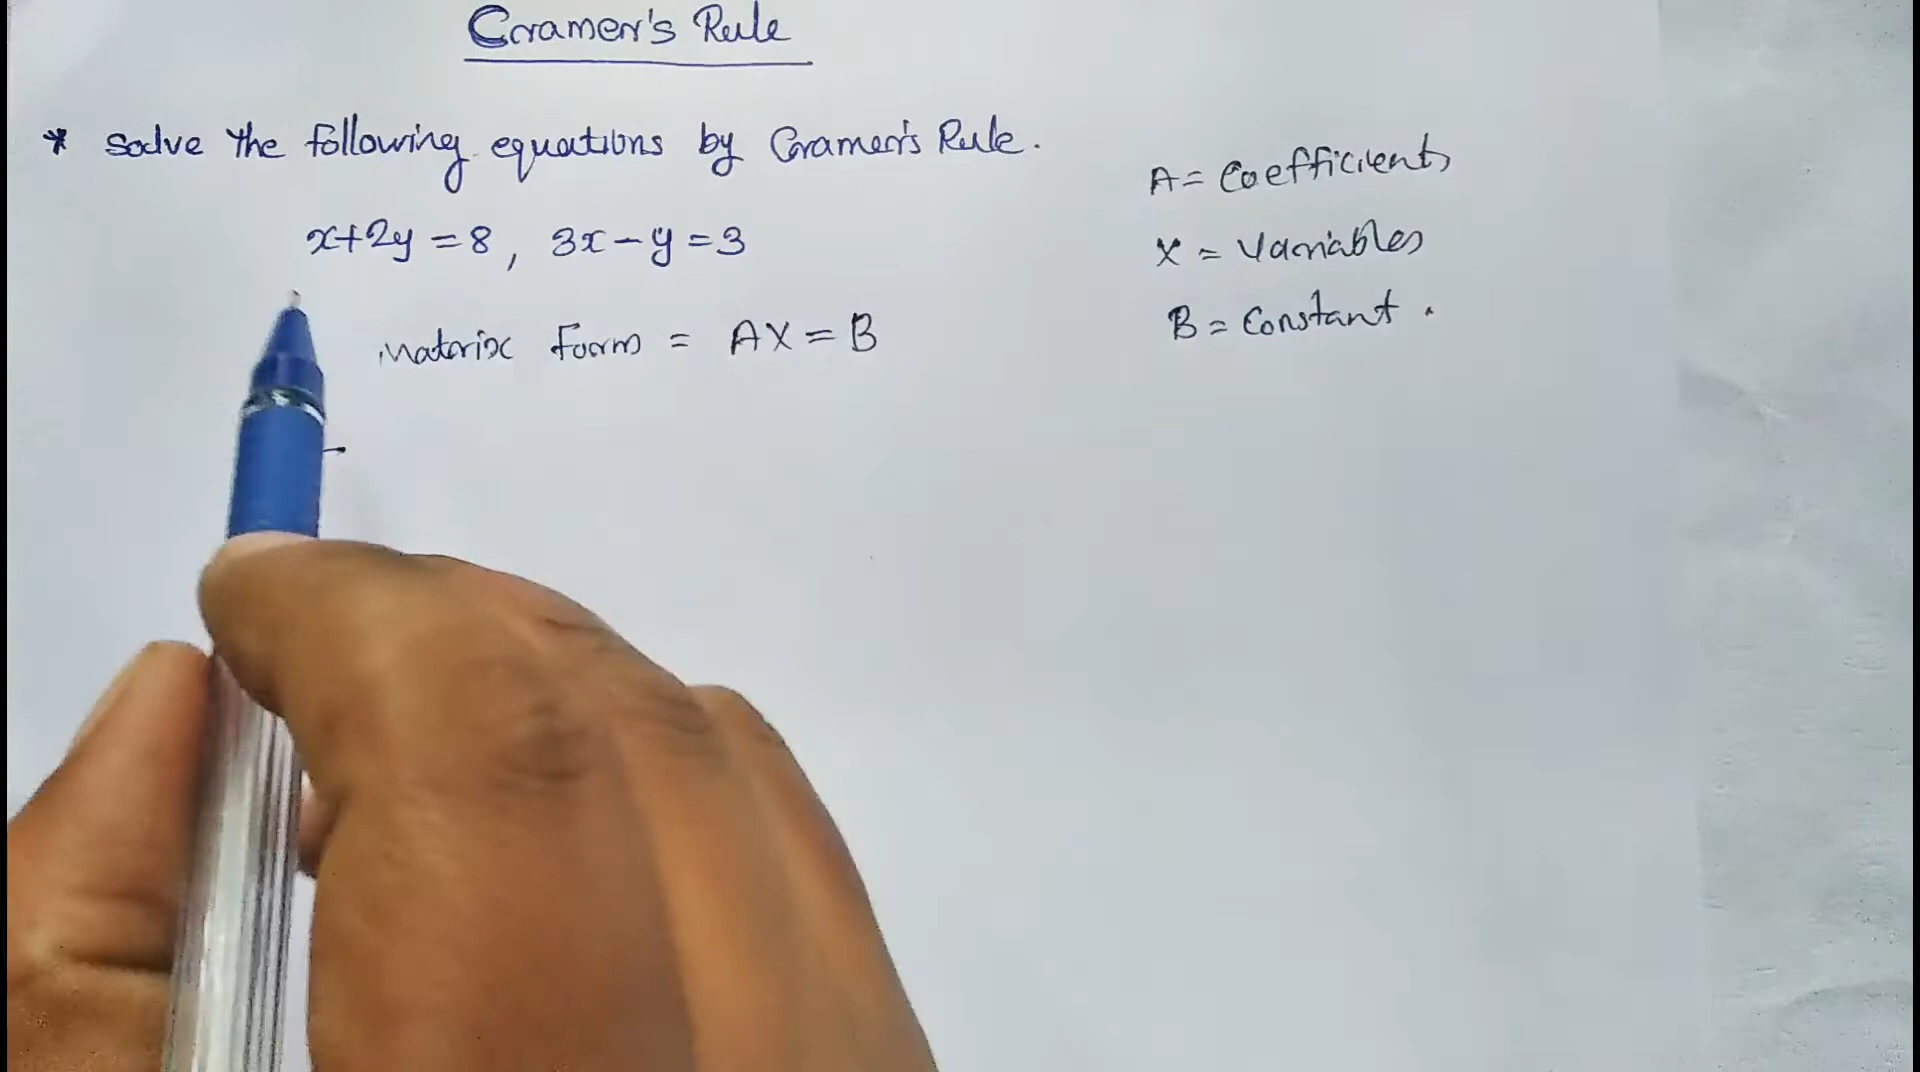 Cramer's Rule
* Solve the following equations by Cramer's Rule.
x+2y=8, 3x-y=3
Matrix Form = AX=B
A= Coefficients
X = Variables
B = Constant.